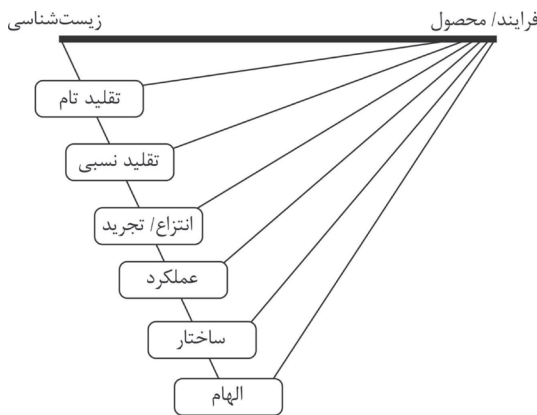 زیست‌شناسی
فرایند/ محصول
تقلید تام
تقلید نسبی
انتزاع/ تجرید
عملکرد
ساختار
الهام